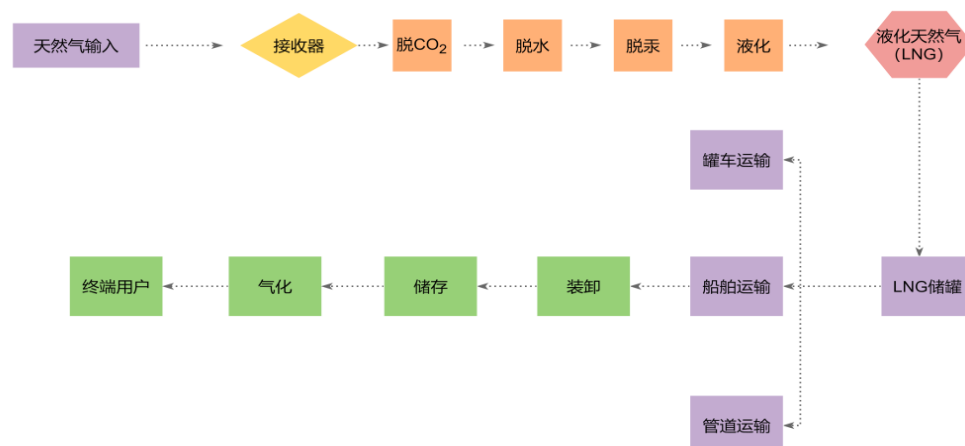 天然气输入
接收器
脱CO₂
脱水
脱汞
液化
液化天然气
（LNG）
罐车运输
终端用户
气化
储存
装卸
船舶运输
LNG储罐
管道运输